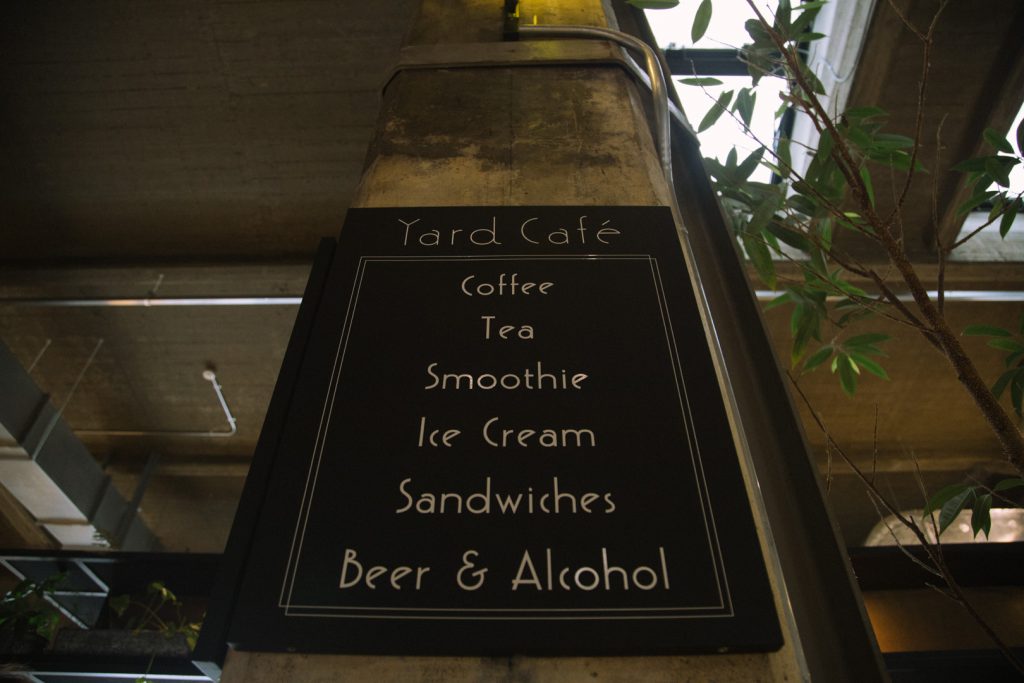 Yard Café
Coffee
Tea
Smoothie
Ice Cream
Sandwiches
Beer & Alcohol